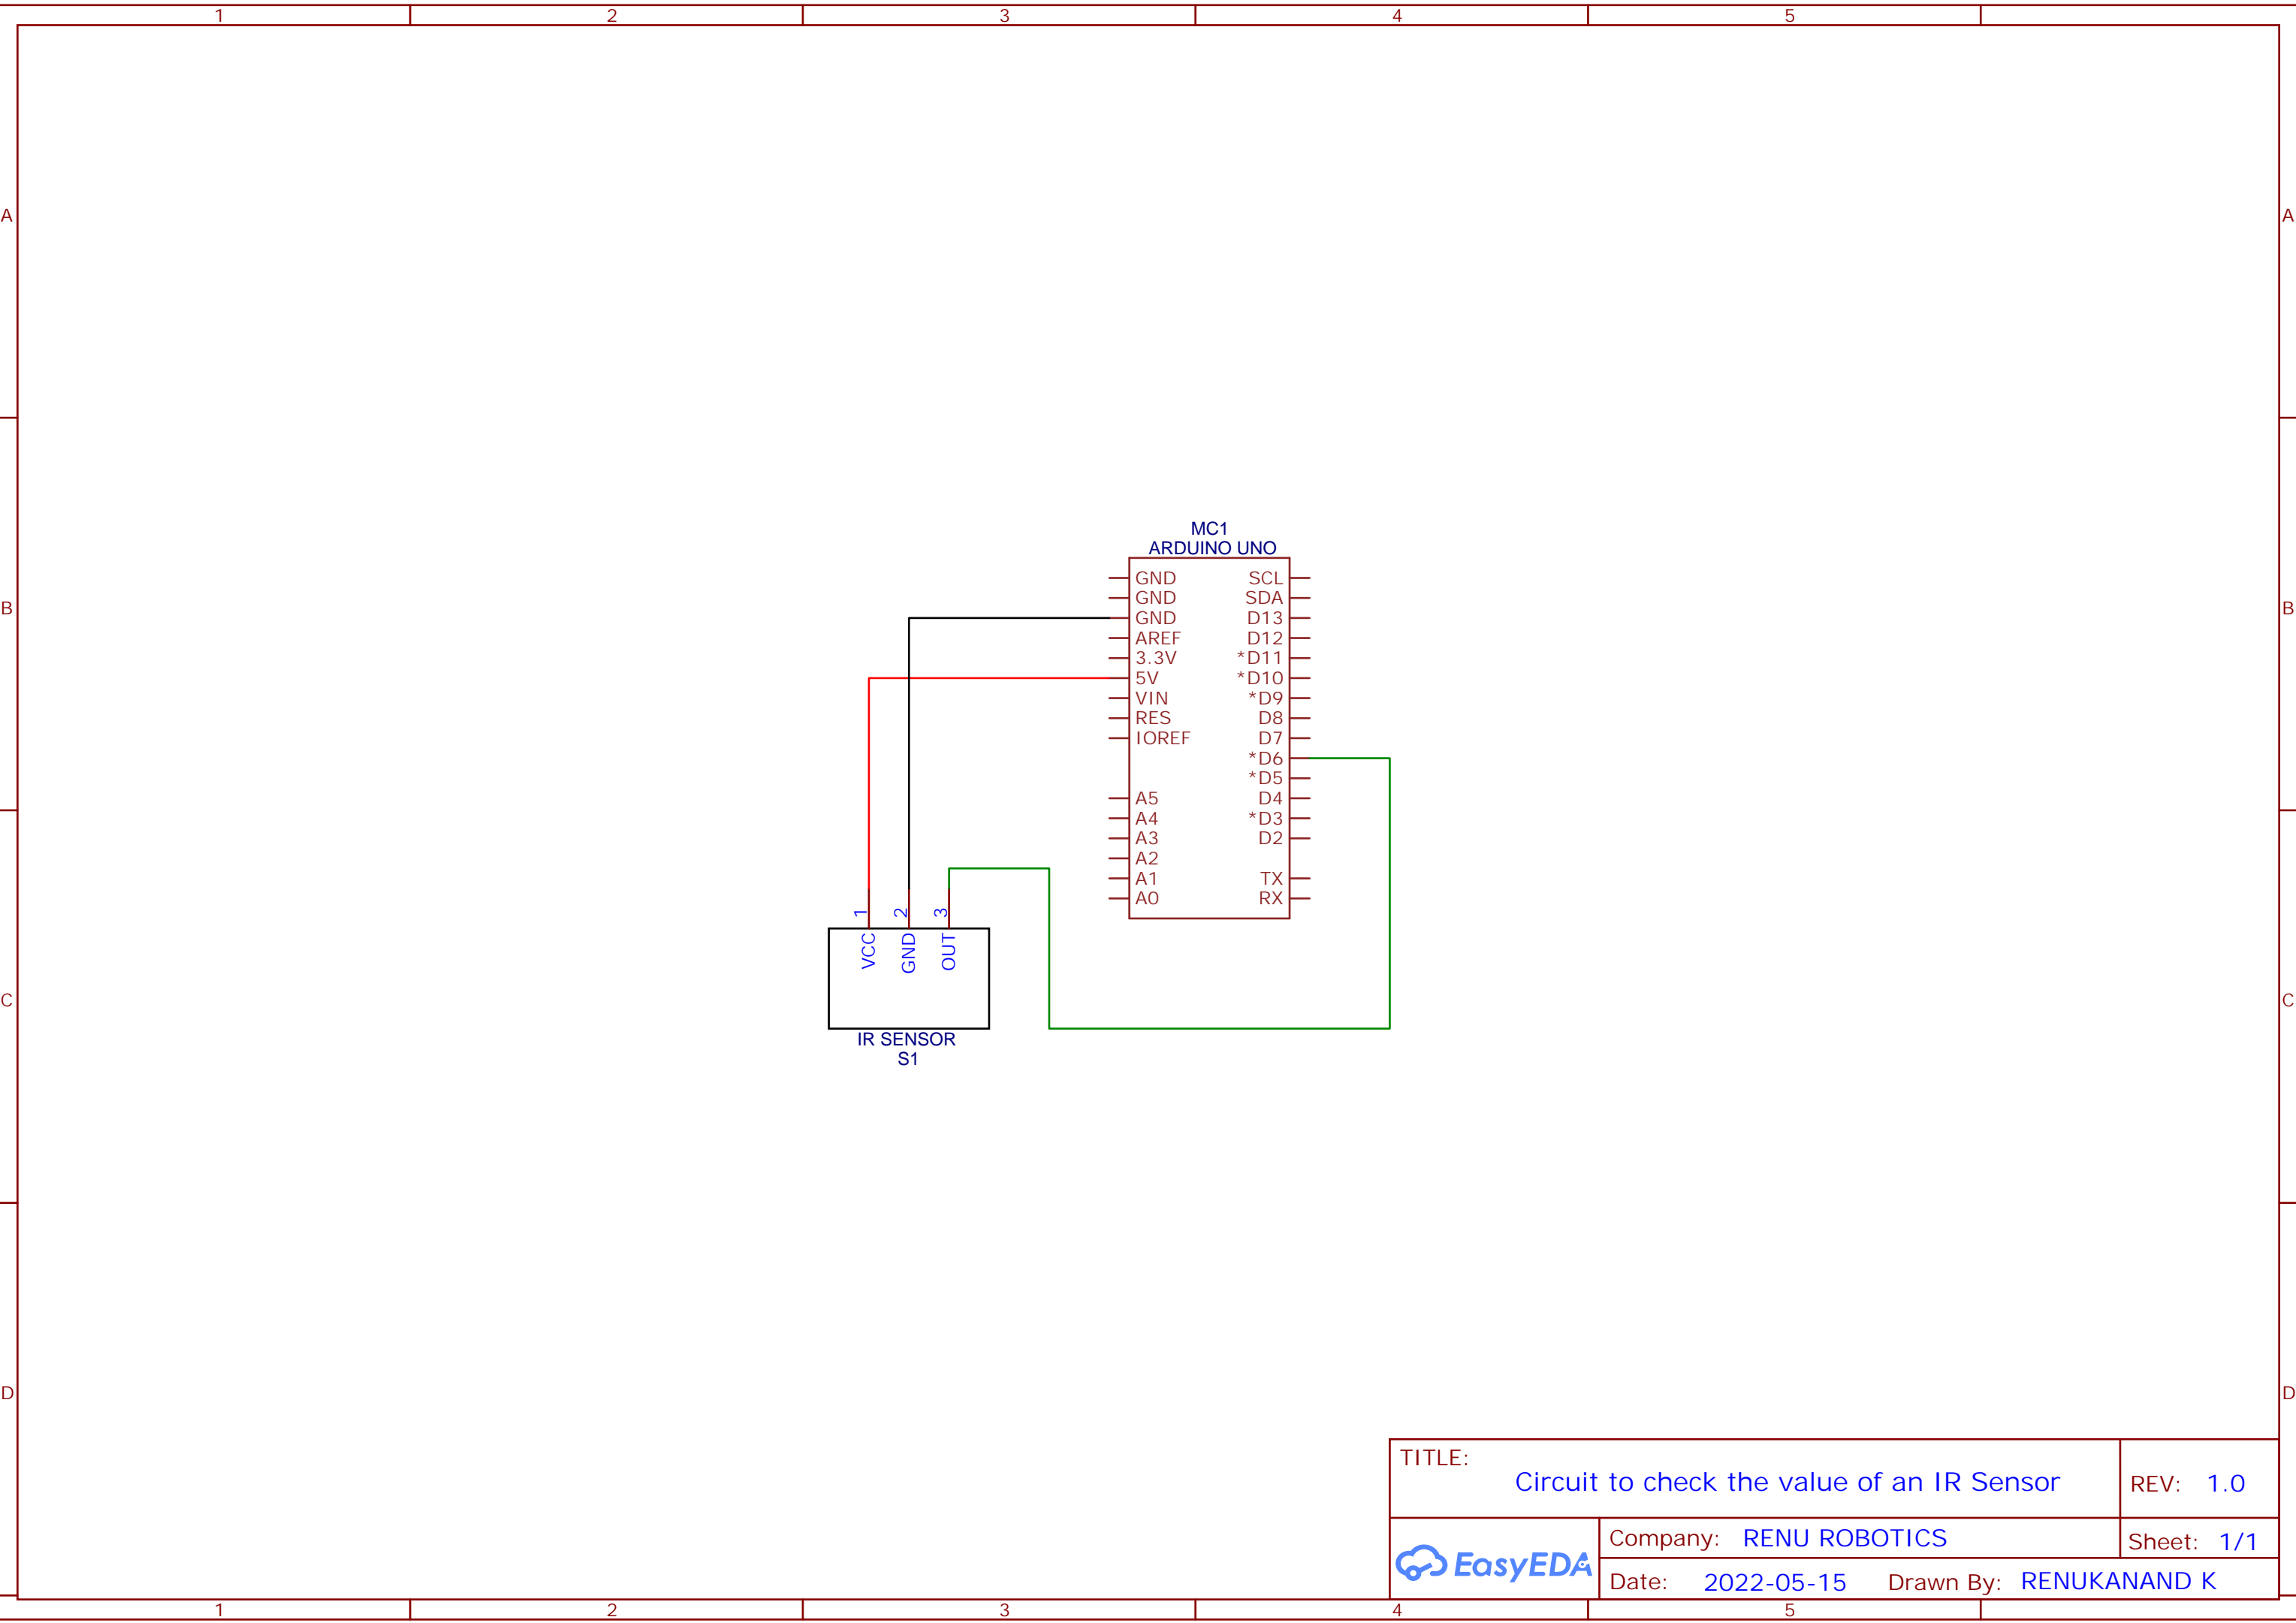 1 2 3 4 5
A A
B B
C C
D D
MC1
ARDUINO UNO
GND SCL
GND SDA
GND D13
AREF D12
3.3V *D11
5V *D10
VIN *D9
RES D8
IOREF D7
*D6
*D5
A5 D4
A4 *D3
A3 D2
A2
A1 TX
A0 RX
1 2 3
VCC GND OUT
IR SENSOR
S1
TITLE:
Circuit to check the value of an IR Sensor
REV: 1.0
EasyEDA
Company: RENU ROBOTICS
Sheet: 1/1
Date: 2022-05-15 Drawn By: RENUKANAND K
1 2 3 4 5